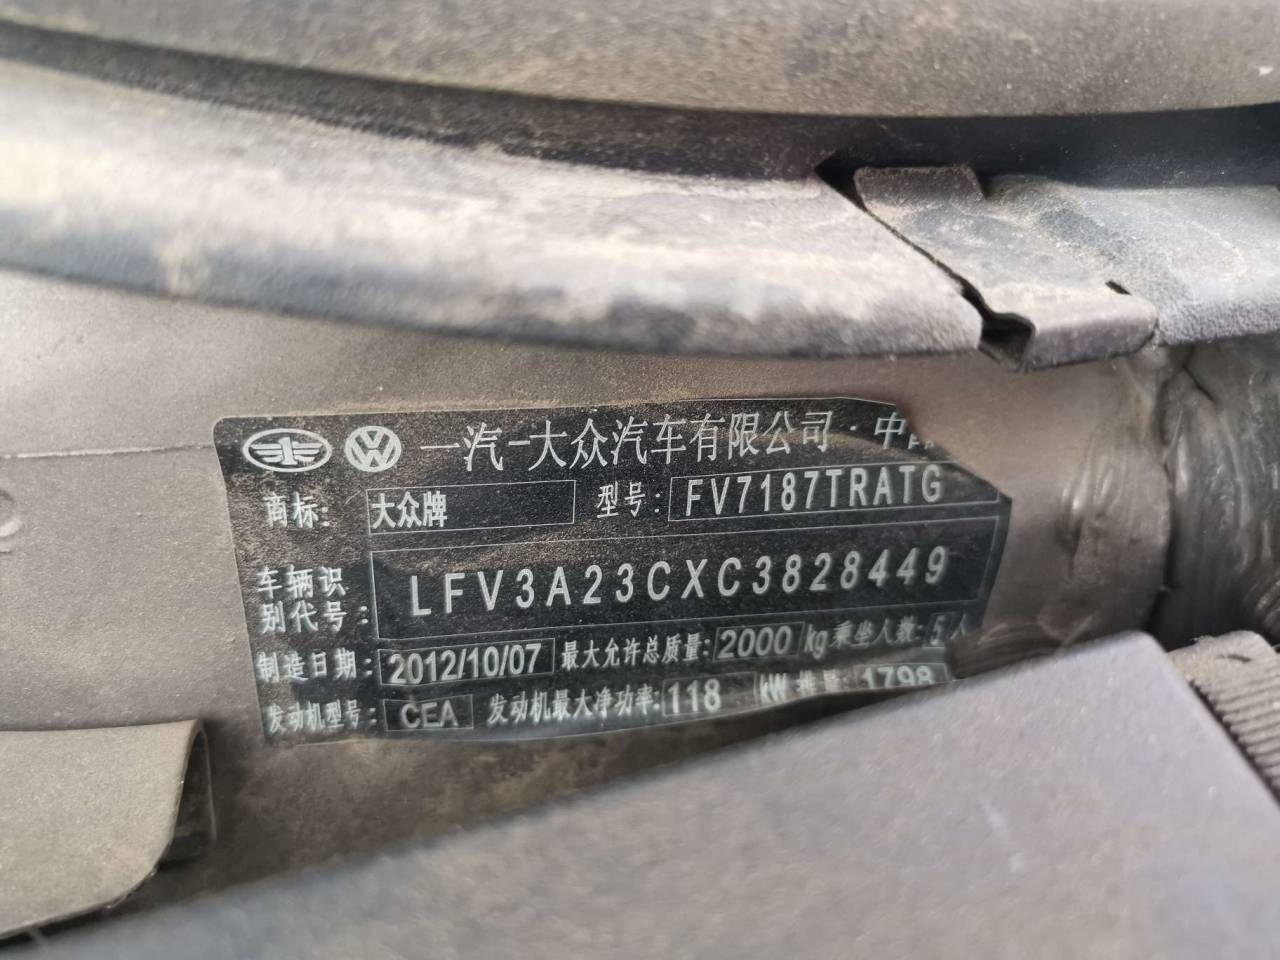 一汽-大众汽车有限公司·中
商标: 大众牌 型号: FV7187TRATG
车辆识别代号: LFV3A23CXC3828449
制造日期: 2012/10/07 最大允许总质量: 2000 kg 乘坐人数: 5 人
发动机型号: CEA 发动机最大净功率: 118 kW 排量: 1798